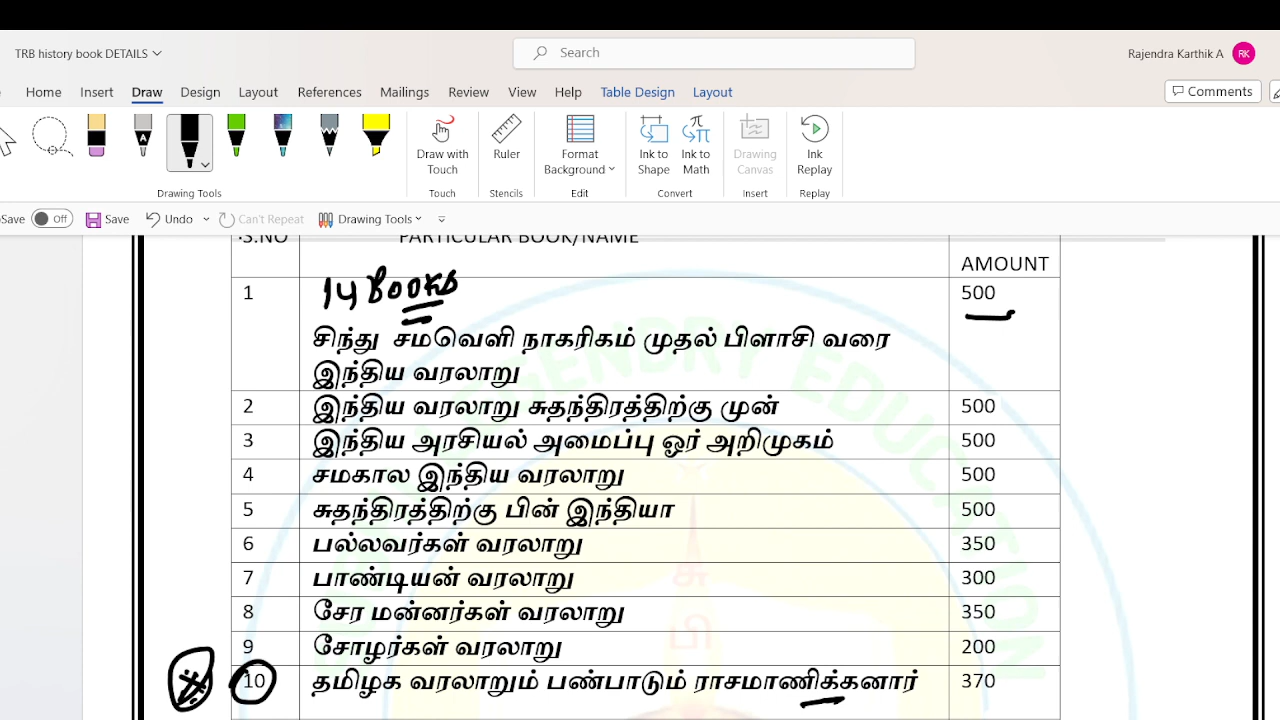 TRB history book DETAILS
Search
Rajendra Karthik A RK
Home Insert Draw Design Layout References Mailings Review View Help Table Design Layout Comments
Draw with Touch Ruler Format Background Ink to Shape Ink to Math Drawing Canvas Ink Replay
Drawing Tools Touch Stencils Edit Convert Insert Replay
Save Off Save Undo Can't Repeat Drawing Tools
S.NO PARTICULAR BOOK/NAME
AMOUNT
1 14 Books 500
சிந்து சமவெளி நாகரிகம் முதல் பிளாசி வரை
இந்திய வரலாறு
2 இந்திய வரலாறு சுதந்திரத்திற்கு முன் 500
3 இந்திய அரசியல் அமைப்பு ஓர் அறிமுகம் 500
4 சமகால இந்திய வரலாறு 500
5 சுதந்திரத்திற்கு பின் இந்தியா 500
6 பல்லவர்கள் வரலாறு 350
7 பாண்டியன் வரலாறு 300
8 சேர மன்னர்கள் வரலாறு 350
9 சோழர்கள் வரலாறு 200
10 தமிழக வரலாறும் பண்பாடும் ராசமாணிக்கனார் 370